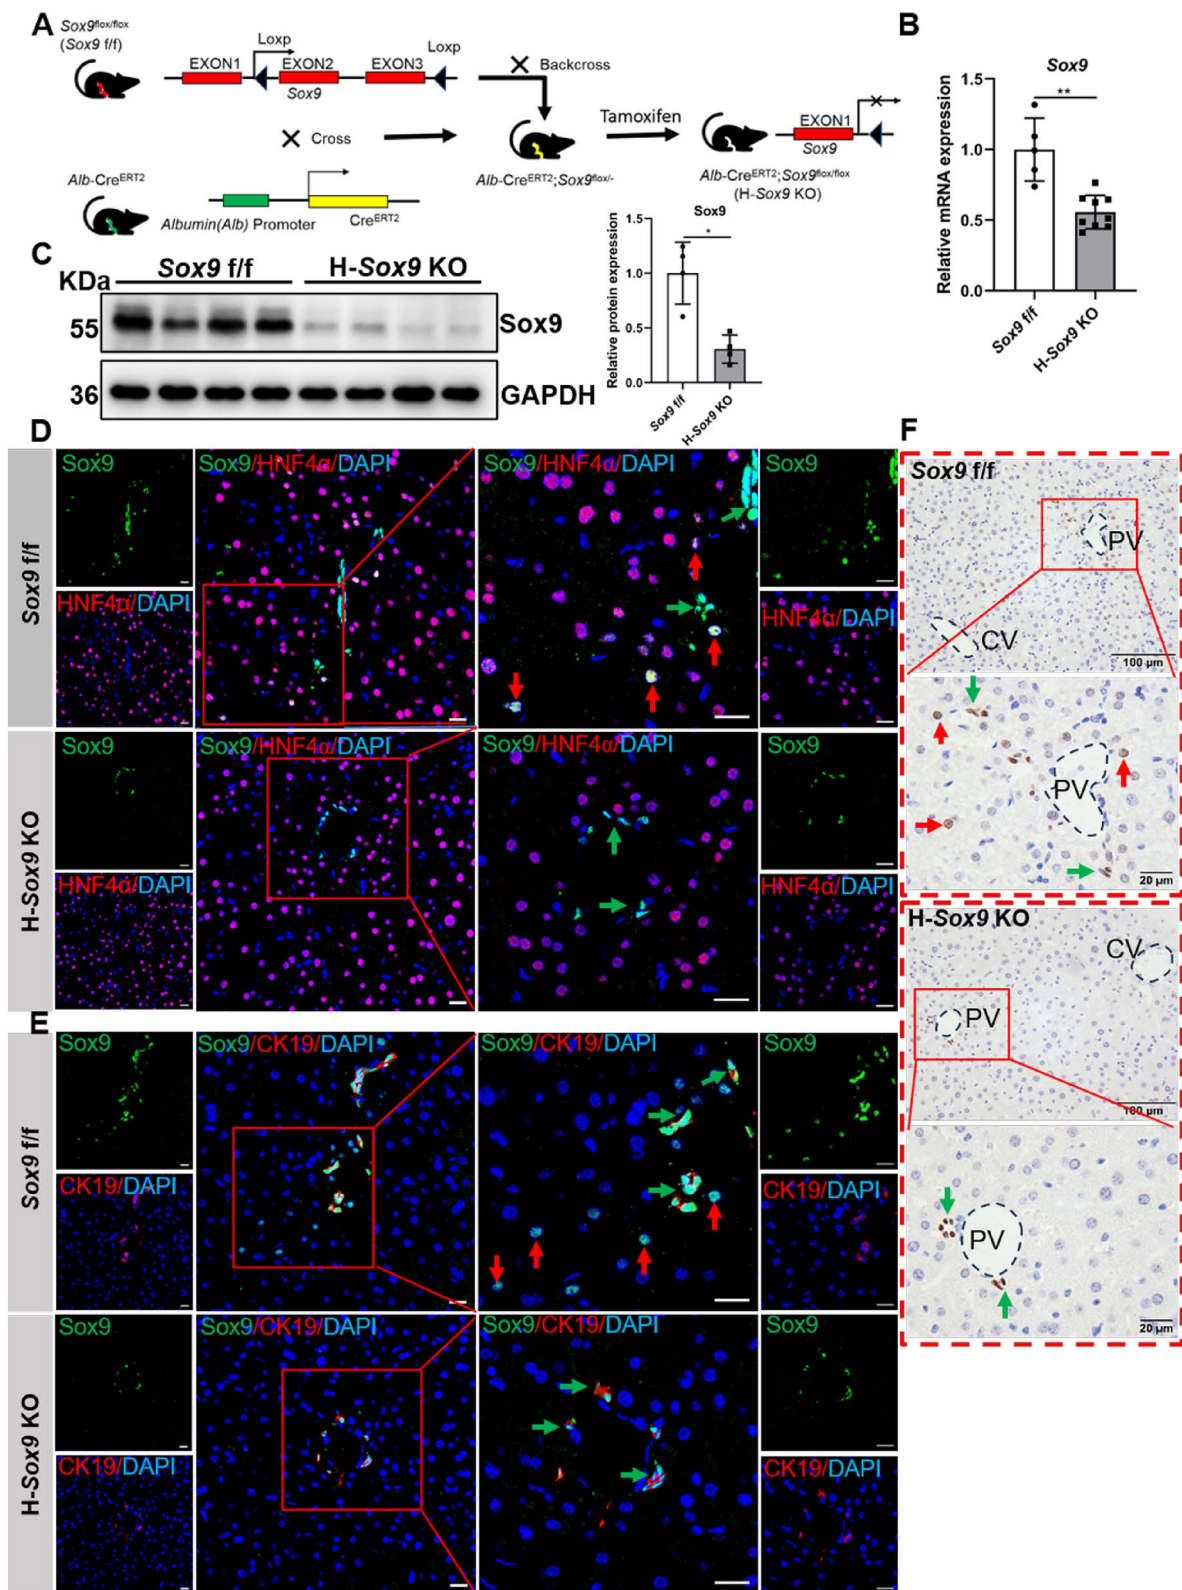 A
Sox9flox/flox
(Sox9 f/f)
Loxp
Loxp
EXON1
EXON2
EXON3
Sox9
Backcross
Cross
Tamoxifen
EXON1
Sox9
Alb-CreERT2
Alb-CreERT2;Sox9flox/-
Alb-CreERT2;Sox9flox/flox
(H-Sox9 KO)
Albumin(Alb) Promoter
CreERT2
B
Sox9
**
Relative mRNA expression
1.5
1.0
0.5
0.0
Sox9 f/f
H-Sox9 KO
C
KDa
Sox9 f/f
H-Sox9 KO
55
Sox9
36
GAPDH
Sox9
*
Relative protein expression
1.5
1.0
0.5
0.0
Sox9 f/f
H-Sox9 KO
D
Sox9 f/f
Sox9
HNF4α/DAPI
Sox9/HNF4α/DAPI
Sox9/HNF4α/DAPI
Sox9
HNF4α/DAPI
H-Sox9 KO
Sox9
HNF4α/DAPI
Sox9/HNF4α/DAPI
Sox9/HNF4α/DAPI
Sox9
HNF4α/DAPI
E
Sox9 f/f
Sox9
CK19/DAPI
Sox9/CK19/DAPI
Sox9/CK19/DAPI
Sox9
CK19/DAPI
H-Sox9 KO
Sox9
CK19/DAPI
Sox9/CK19/DAPI
Sox9/CK19/DAPI
Sox9
CK19/DAPI
F
Sox9 f/f
PV
CV
100 μm
PV
20 μm
H-Sox9 KO
CV
PV
100 μm
PV
20 μm